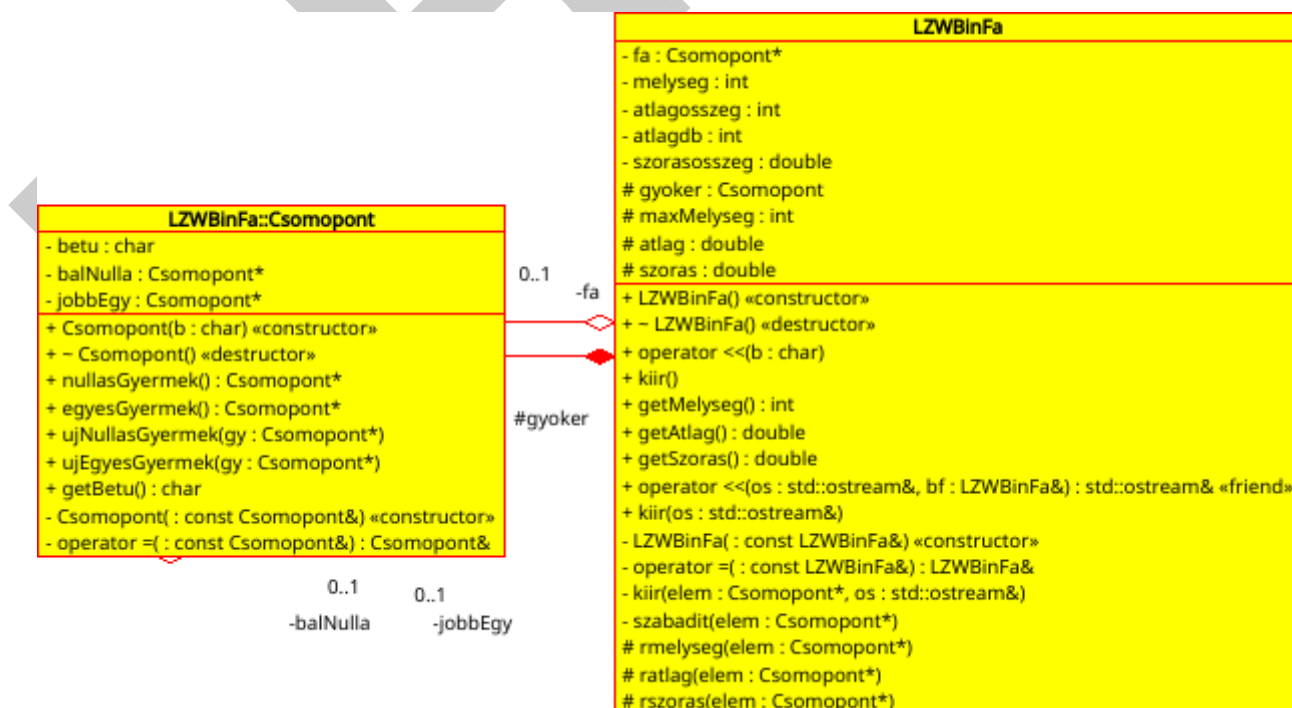 LZWBinFa
- fa : Csomopont*
- melyseg : int
- atlagosszeg : int
- atlagdb : int
- szorasosszeg : double
# gyoker : Csomopont
# maxMelyseg : int
# atlag : double
# szoras : double
+ LZWBinFa() «constructor»
+ ~ LZWBinFa() «destructor»
+ operator <<(b : char)
+ kiir()
+ getMelyseg() : int
+ getAtlag() : double
+ getSzoras() : double
+ operator <<(os : std::ostream&, bf : LZWBinFa&) : std::ostream& «friend»
+ kiir(os : std::ostream&)
- LZWBinFa( : const LZWBinFa&) «constructor»
- operator =( : const LZWBinFa&) : LZWBinFa&
- kiir(elem : Csomopont*, os : std::ostream&)
- szabadit(elem : Csomopont*)
# rmelyseg(elem : Csomopont*)
# ratlag(elem : Csomopont*)
# rszoras(elem : Csomopont*)
LZWBinFa::Csomopont
- betu : char
- balNulla : Csomopont*
- jobbEgy : Csomopont*
+ Csomopont(b : char) «constructor»
+ ~ Csomopont() «destructor»
+ nullasGyermek() : Csomopont*
+ egyesGyermek() : Csomopont*
+ ujNullasGyermek(gy : Csomopont*)
+ ujEgyesGyermek(gy : Csomopont*)
+ getBetu() : char
- Csomopont( : const Csomopont&) «constructor»
- operator =( : const Csomopont&) : Csomopont&
0..1
-fa
#gyoker
0..1
0..1
-balNulla
-jobbEgy